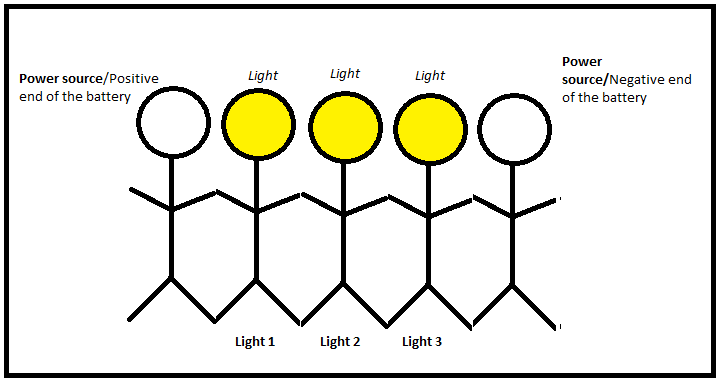 Power source/Positive
end of the battery
Light
Light
Light
Power
source/Negative end
of the battery
Light 1
Light 2
Light 3